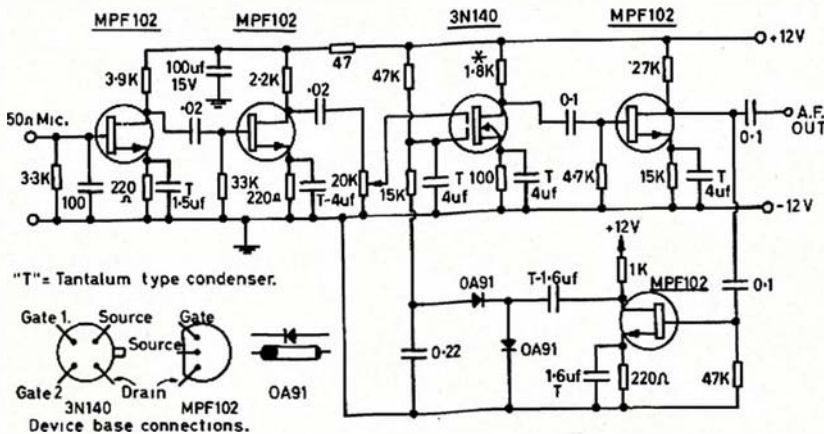 MPF102 MPF102 3N140 MPF102
+12V
47
3.9K 100uf 15V 2.2K 47K * 1.8K .27K
.02 .02 0.1
50Ω Mic. A.F. OUT
0.1
3.3K 100 220 Ω T 1.5uf 33K 220Ω T-4uf 20K 15K T 4uf 100 T 4uf 4.7K 15K T 4uf
-12V
+12V
"T"= Tantalum type condenser.
1K
OA91 T-1.6uf MPF102 0.1
Gate 1. Source Gate
Source
OA91
0.22
1.6uf T 220Ω 47K
Gate 2 Drain OA91
3N140 MPF102
Device base connections.